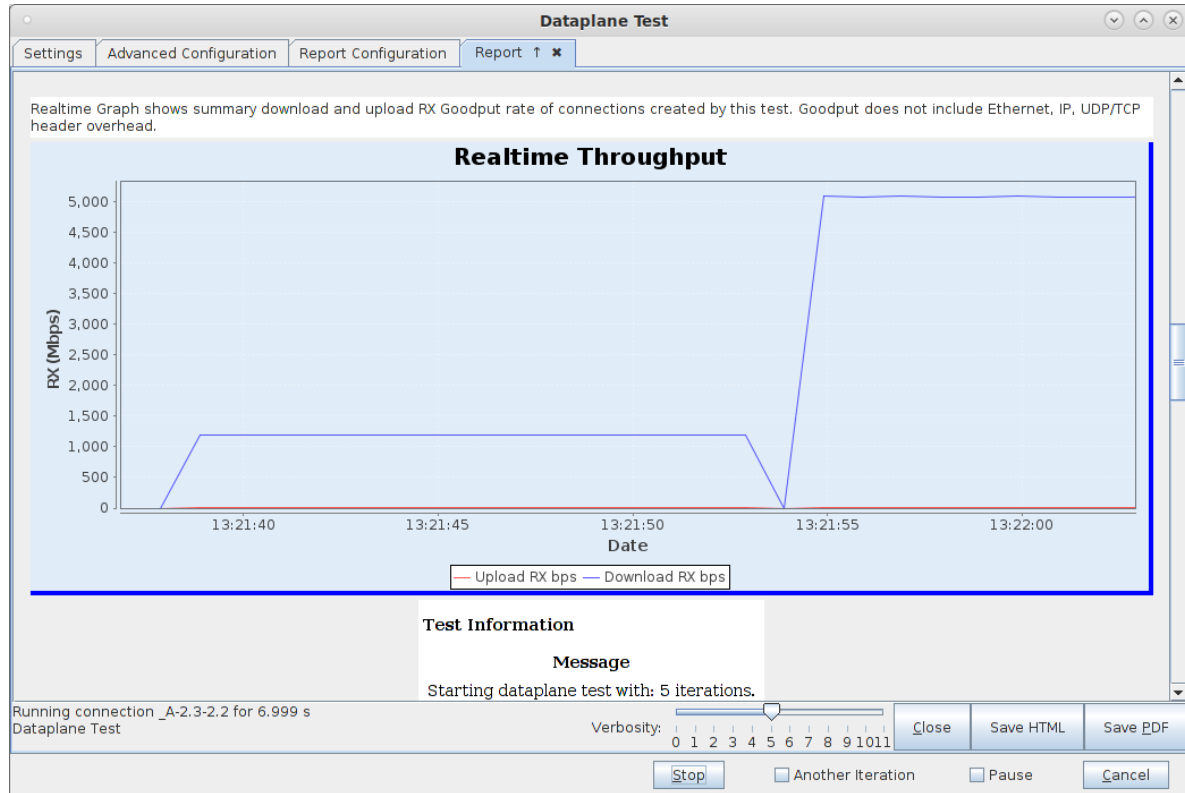 Dataplane Test
Settings Advanced Configuration Report Configuration Report ↑ ✖
Realtime Graph shows summary download and upload RX Goodput rate of connections created by this test. Goodput does not include Ethernet, IP, UDP/TCP
header overhead.
Realtime Throughput
RX (Mbps)
5,000
4,500
4,000
3,500
3,000
2,500
2,000
1,500
1,000
500
0
13:21:40 13:21:45 13:21:50 13:21:55 13:22:00
Date
Upload RX bps Download RX bps
Test Information
Message
Starting dataplane test with: 5 iterations.
Running connection _A-2.3-2.2 for 6.999 s
Dataplane Test
Verbosity:
0 1 2 3 4 5 6 7 8 9 10 11
Close Save HTML Save PDF
Stop Another Iteration Pause Cancel